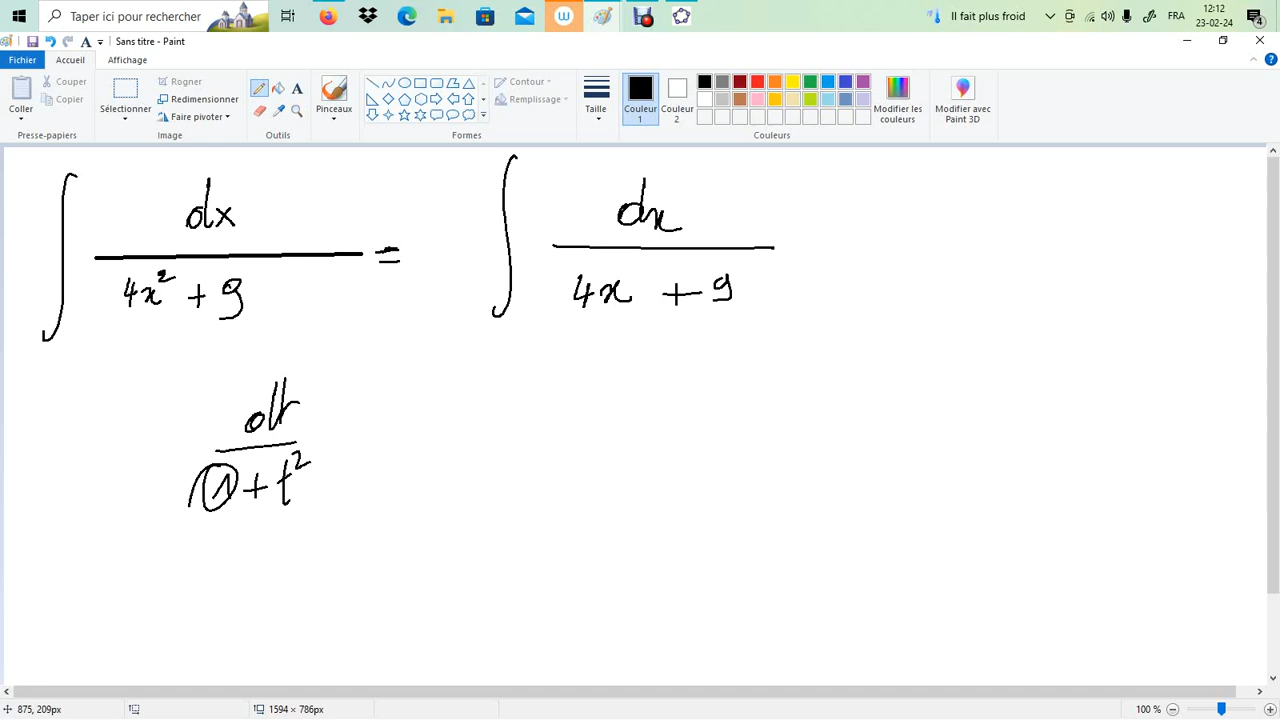 Taper ici pour rechercher
Il fait plus froid
FRA
12:12
23-02-24
4
Sans titre - Paint
Fichier
Accueil
Affichage
Coller
Couper
Copier
Presse-papiers
Sélectionner
Rogner
Redimensionner
Faire pivoter
Image
Outils
Pinceaux
Formes
Contour
Remplissage
Taille
Couleur 1
Couleur 2
Modifier les couleurs
Couleurs
Modifier avec Paint 3D
∫ dx / (4x² + 9) = ∫ dx / (4x + 9)
dt / (1 + t²)
875, 209px
1594 × 786px
100 %